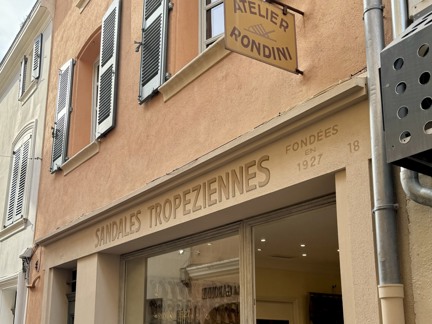 ATELIER
RONDINI
SANDALES TROPEZIENNES
FONDEES
EN
1927
18